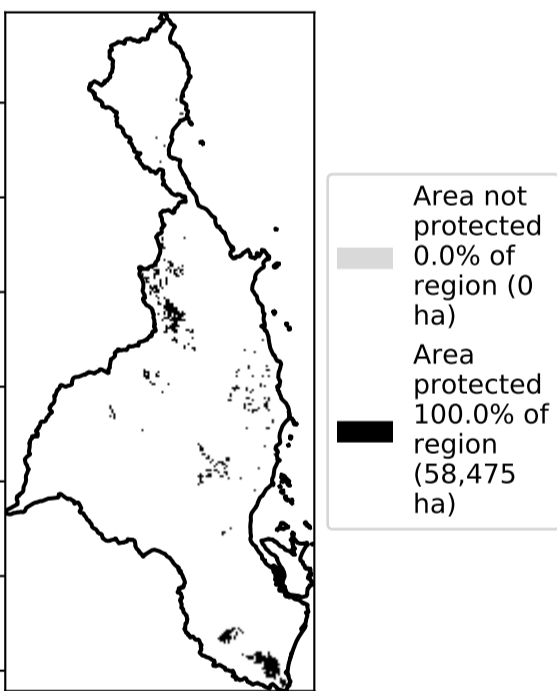 Area not
protected
0.0% of
region (0
ha)
Area
protected
100.0% of
region
(58,475
ha)